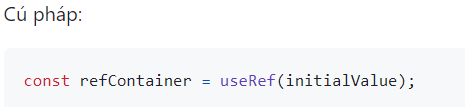 Cú pháp:
const refContainer = useRef(initialValue);